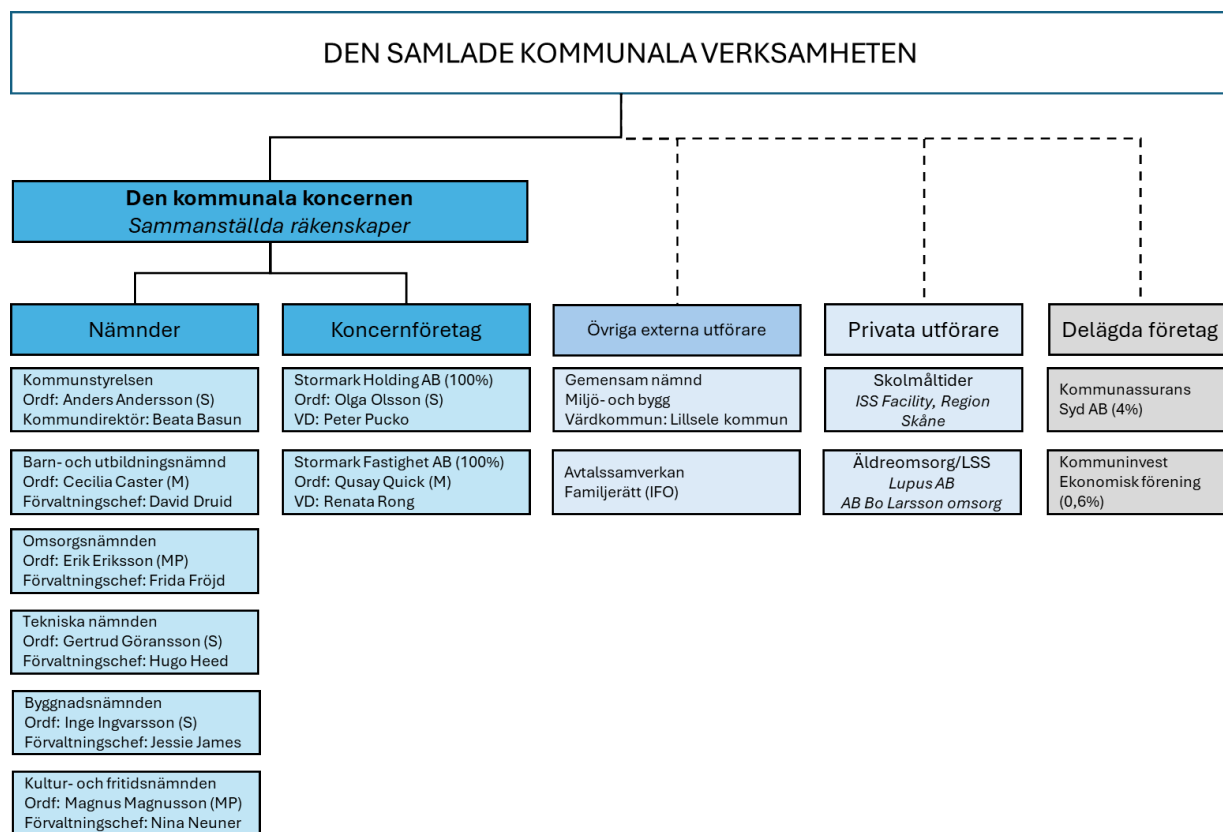 DEN SAMLADE KOMMUNALA VERKSAMHETEN
Den kommunala koncernen
Sammanställda räkenskaper
Nämnder
Kommunstyrelsen
Ordf: Anders Andersson (S)
Kommundirektör: Beata Basun
Barn- och utbildningsnämnd
Ordf: Cecilia Caster (M)
Förvaltningschef: David Druid
Omsorgsnämnden
Ordf: Erik Eriksson (MP)
Förvaltningschef: Frida Fröjd
Tekniska nämnden
Ordf: Gertrud Göransson (S)
Förvaltningschef: Hugo Heed
Byggnadsnämnden
Ordf: Inge Ingvarsson (S)
Förvaltningschef: Jessie James
Kultur- och fritidsnämnden
Ordf: Magnus Magnusson (MP)
Förvaltningschef: Nina Neuner
Koncernföretag
Stormark Holding AB (100%)
Ordf: Olga Olsson (S)
VD: Peter Pucko
Stormark Fastighet AB (100%)
Ordf: Qusay Quick (M)
VD: Renata Rong
Övriga externa utförare
Gemensam nämnd
Miljö- och bygg
Värdkommun: Lillsele kommun
Avtalssamverkan
Familjerätt (IFO)
Privata utförare
Skolmåltider
ISS Facility, Region
Skåne
Äldreomsorg/LSS
Lupus AB
AB Bo Larsson omsorg
Delägda företag
Kommunassurans
Syd AB (4%)
Kommuninvest
Ekonomisk förening
(0,6%)